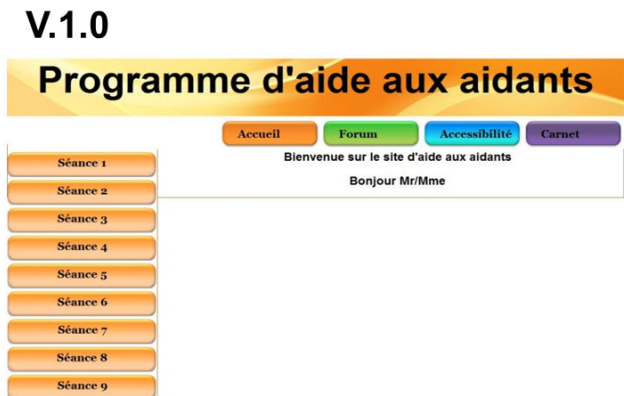 V.1.0
Programme d'aide aux aidants
Accueil Forum Accessibilité Carnet
Bienvenue sur le site d'aide aux aidants
Bonjour Mr/Mme
Séance 1
Séance 2
Séance 3
Séance 4
Séance 5
Séance 6
Séance 7
Séance 8
Séance 9